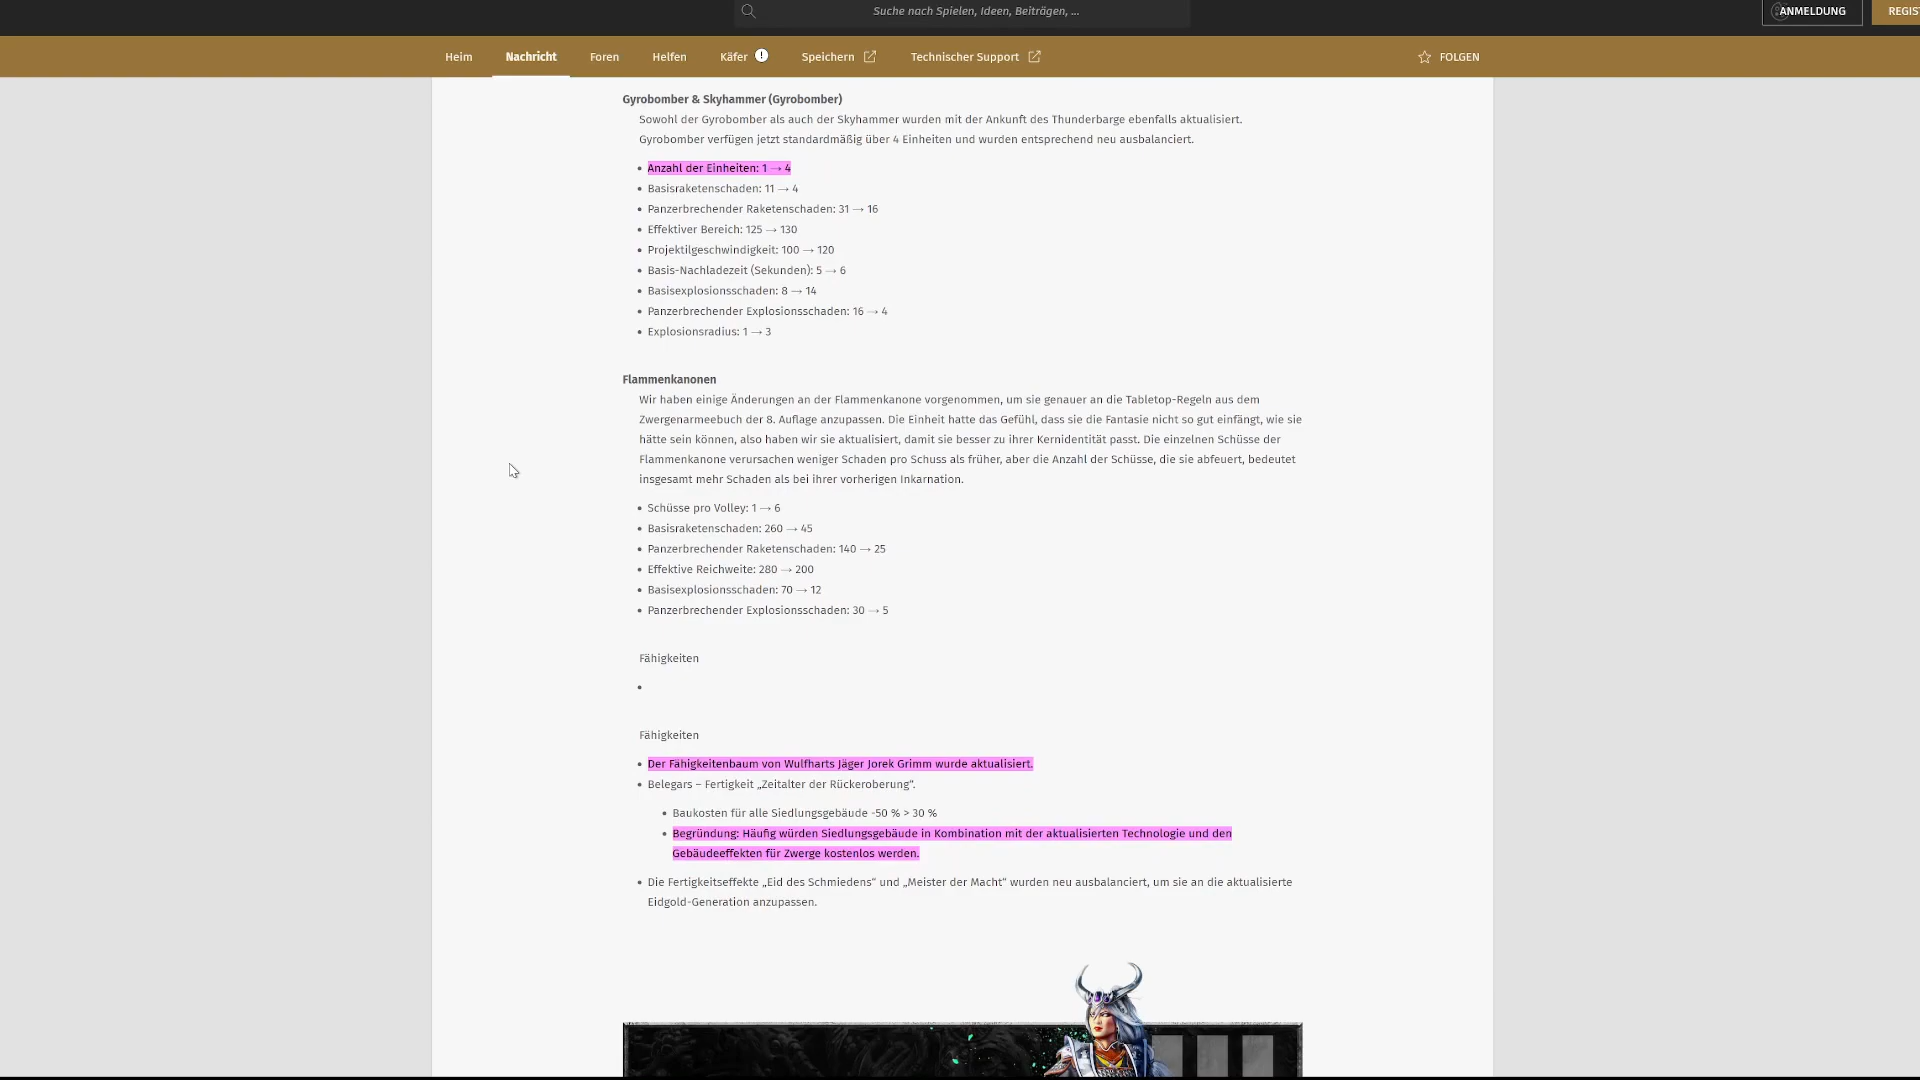 Suche nach Spielen, Ideen, Beiträgen, ...
ANMELDUNG
REGIS
Heim
Nachricht
Foren
Helfen
Käfer
Speichern
Technischer Support
FOLGEN
Gyrobomber & Skyhammer (Gyrobomber)
Sowohl der Gyrobomber als auch der Skyhammer wurden mit der Ankunft des Thunderbarge ebenfalls aktualisiert.
Gyrobomber verfügen jetzt standardmäßig über 4 Einheiten und wurden entsprechend neu ausbalanciert.
• Anzahl der Einheiten: 1 → 4
• Basisraketenschaden: 11 → 4
• Panzerbrechender Raketenschaden: 31 → 16
• Effektiver Bereich: 125 → 130
• Projektilgeschwindigkeit: 100 → 120
• Basis-Nachladezeit (Sekunden): 5 → 6
• Basisexplosionsschaden: 8 → 14
• Panzerbrechender Explosionsschaden: 16 → 4
• Explosionsradius: 1 → 3
Flammenkanonen
Wir haben einige Änderungen an der Flammenkanone vorgenommen, um sie genauer an die Tabletop-Regeln aus dem
Zwergenarmeebuch der 8. Auflage anzupassen. Die Einheit hatte das Gefühl, dass sie die Fantasie nicht so gut einfängt, wie sie
hätte sein können, also haben wir sie aktualisiert, damit sie besser zu ihrer Kernidentität passt. Die einzelnen Schüsse der
Flammenkanone verursachen weniger Schaden pro Schuss als früher, aber die Anzahl der Schüsse, die sie abfeuert, bedeutet
insgesamt mehr Schaden als bei ihrer vorherigen Inkarnation.
• Schüsse pro Volley: 1 → 6
• Basisraketenschaden: 260 → 45
• Panzerbrechender Raketenschaden: 140 → 25
• Effektive Reichweite: 280 → 200
• Basisexplosionsschaden: 70 → 12
• Panzerbrechender Explosionsschaden: 30 → 5
Fähigkeiten
•
Fähigkeiten
• Der Fähigkeitenbaum von Wulfharts Jäger Jorek Grimm wurde aktualisiert.
• Belegars – Fertigkeit „Zeitalter der Rückeroberung“.
• Baukosten für alle Siedlungsgebäude -50 % > 30 %
• Begründung: Häufig würden Siedlungsgebäude in Kombination mit der aktualisierten Technologie und den
Gebäudeeffekten für Zwerge kostenlos werden.
• Die Fertigkeitseffekte „Eid des Schmiedens“ und „Meister der Macht“ wurden neu ausbalanciert, um sie an die aktualisierte
Eidgold-Generation anzupassen.